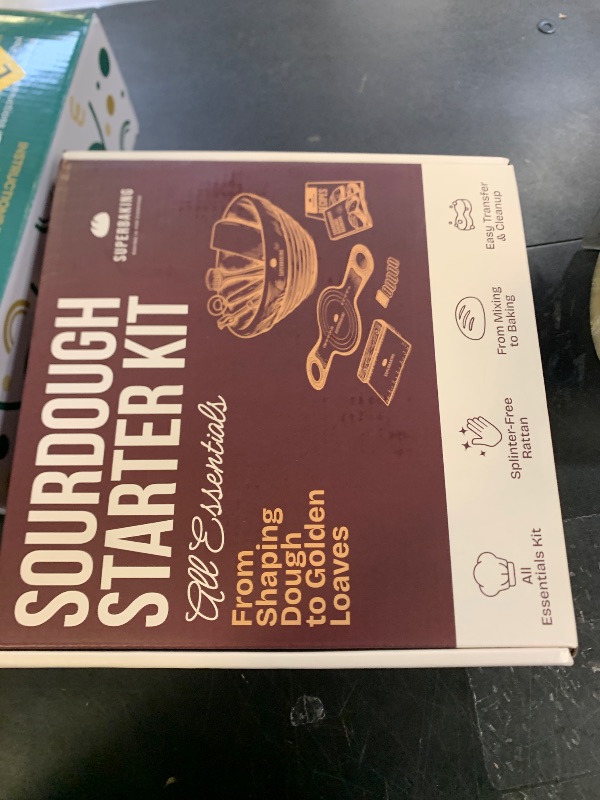 SUPERBAKING
SOURDOUGH
STARTER KIT
All Essentials
From
Shaping
Dough
to Golden
Loaves
All
Essentials Kit
Splinter-Free
Rattan
From Mixing
to Baking
Easy Transfer
& Cleanup